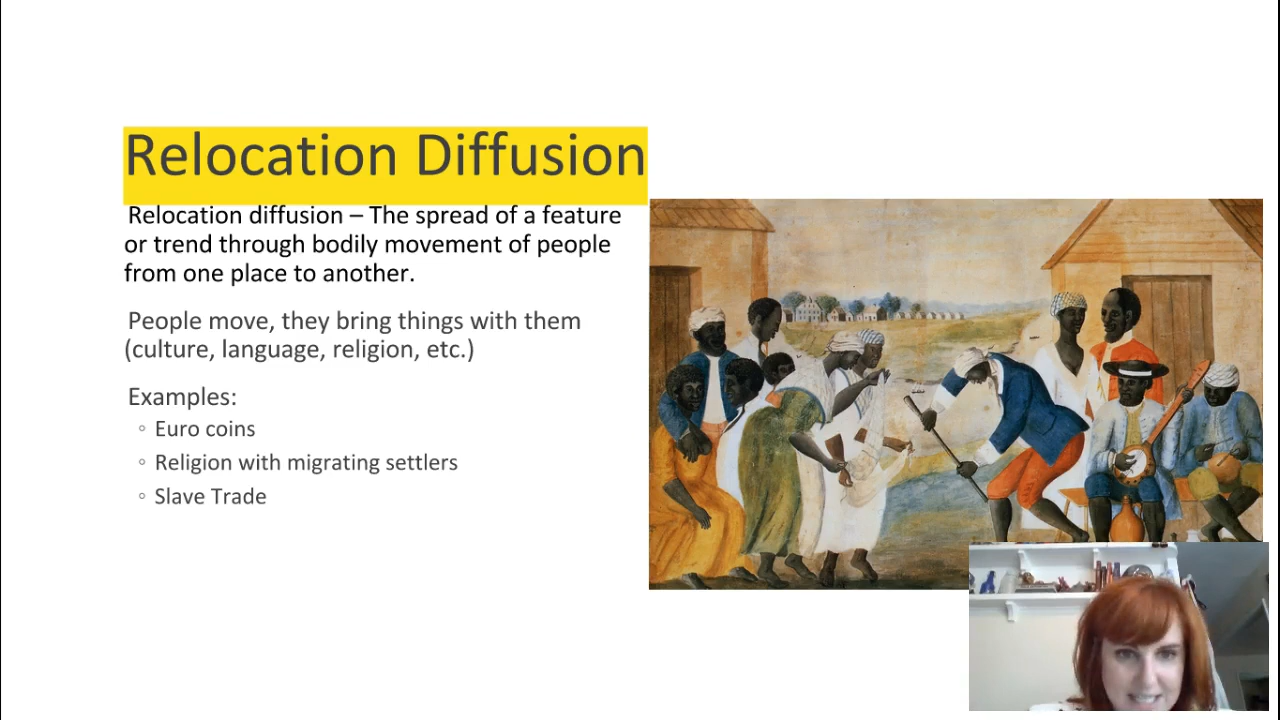 Relocation Diffusion
Relocation diffusion – The spread of a feature
or trend through bodily movement of people
from one place to another.
People move, they bring things with them
(culture, language, religion, etc.)
Examples:
◦ Euro coins
◦ Religion with migrating settlers
◦ Slave Trade